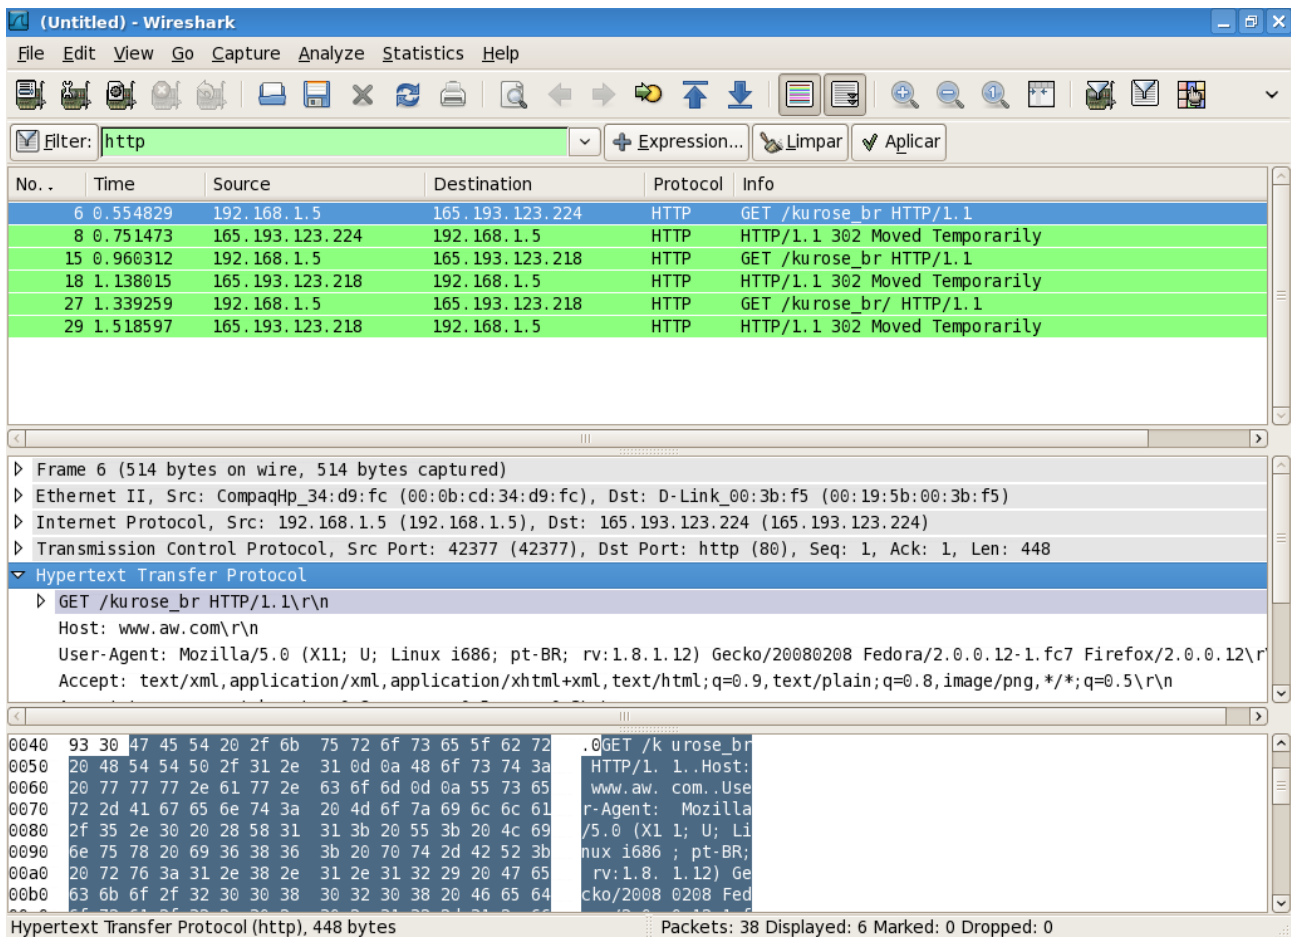 (Untitled) - Wireshark
File Edit View Go Capture Analyze Statistics Help
Filter: http Expression... Limpar Aplicar
No. . Time Source Destination Protocol Info
6 0.554829 192.168.1.5 165.193.123.224 HTTP GET /kurose_br HTTP/1.1
8 0.751473 165.193.123.224 192.168.1.5 HTTP HTTP/1.1 302 Moved Temporarily
15 0.960312 192.168.1.5 165.193.123.218 HTTP GET /kurose_br HTTP/1.1
18 1.138015 165.193.123.218 192.168.1.5 HTTP HTTP/1.1 302 Moved Temporarily
27 1.339259 192.168.1.5 165.193.123.218 HTTP GET /kurose_br/ HTTP/1.1
29 1.518597 165.193.123.218 192.168.1.5 HTTP HTTP/1.1 302 Moved Temporarily
Frame 6 (514 bytes on wire, 514 bytes captured)
Ethernet II, Src: CompaqHp_34:d9:fc (00:0b:cd:34:d9:fc), Dst: D-Link_00:3b:f5 (00:19:5b:00:3b:f5)
Internet Protocol, Src: 192.168.1.5 (192.168.1.5), Dst: 165.193.123.224 (165.193.123.224)
Transmission Control Protocol, Src Port: 42377 (42377), Dst Port: http (80), Seq: 1, Ack: 1, Len: 448
Hypertext Transfer Protocol
GET /kurose_br HTTP/1.1\r\n
Host: www.aw.com\r\n
User-Agent: Mozilla/5.0 (X11; U; Linux i686; pt-BR; rv:1.8.1.12) Gecko/20080208 Fedora/2.0.0.12-1.fc7 Firefox/2.0.0.12\r
Accept: text/xml,application/xml,application/xhtml+xml,text/html;q=0.9,text/plain;q=0.8,image/png,*/*;q=0.5\r\n
0040 93 30 47 45 54 20 2f 6b 75 72 6f 73 65 5f 62 72 .0GET /k urose_br
0050 20 48 54 54 50 2f 31 2e 31 0d 0a 48 6f 73 74 3a HTTP/1. 1..Host:
0060 20 77 77 77 2e 61 77 2e 63 6f 6d 0d 0a 55 73 65 www.aw. com..Use
0070 72 2d 41 67 65 6e 74 3a 20 4d 6f 7a 69 6c 6c 61 r-Agent: Mozilla
0080 2f 35 2e 30 20 28 58 31 31 3b 20 55 3b 20 4c 69 /5.0 (X1 1; U; Li
0090 6e 75 78 20 69 36 38 36 3b 20 70 74 2d 42 52 3b nux i686 ; pt-BR;
00a0 20 72 76 3a 31 2e 38 2e 31 2e 31 32 29 20 47 65 rv:1.8. 1.12) Ge
00b0 63 6b 6f 2f 32 30 30 38 30 32 30 38 20 46 65 64 cko/2008 0208 Fed
Hypertext Transfer Protocol (http), 448 bytes Packets: 38 Displayed: 6 Marked: 0 Dropped: 0